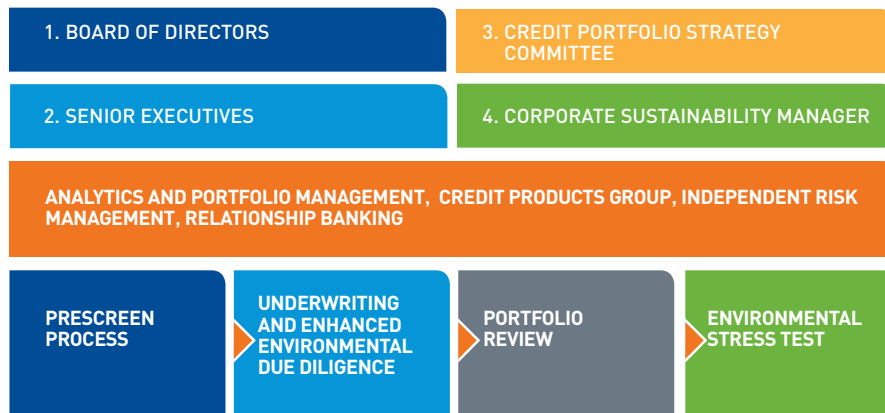 1. BOARD OF DIRECTORS
3. CREDIT PORTFOLIO STRATEGY
COMMITTEE
2. SENIOR EXECUTIVES
4. CORPORATE SUSTAINABILITY MANAGER
ANALYTICS AND PORTFOLIO MANAGEMENT, CREDIT PRODUCTS GROUP, INDEPENDENT RISK
MANAGEMENT, RELATIONSHIP BANKING
PRESCREEN
PROCESS
UNDERWRITING
AND ENHANCED
ENVIRONMENTAL
DUE DILIGENCE
PORTFOLIO
REVIEW
ENVIRONMENTAL
STRESS TEST